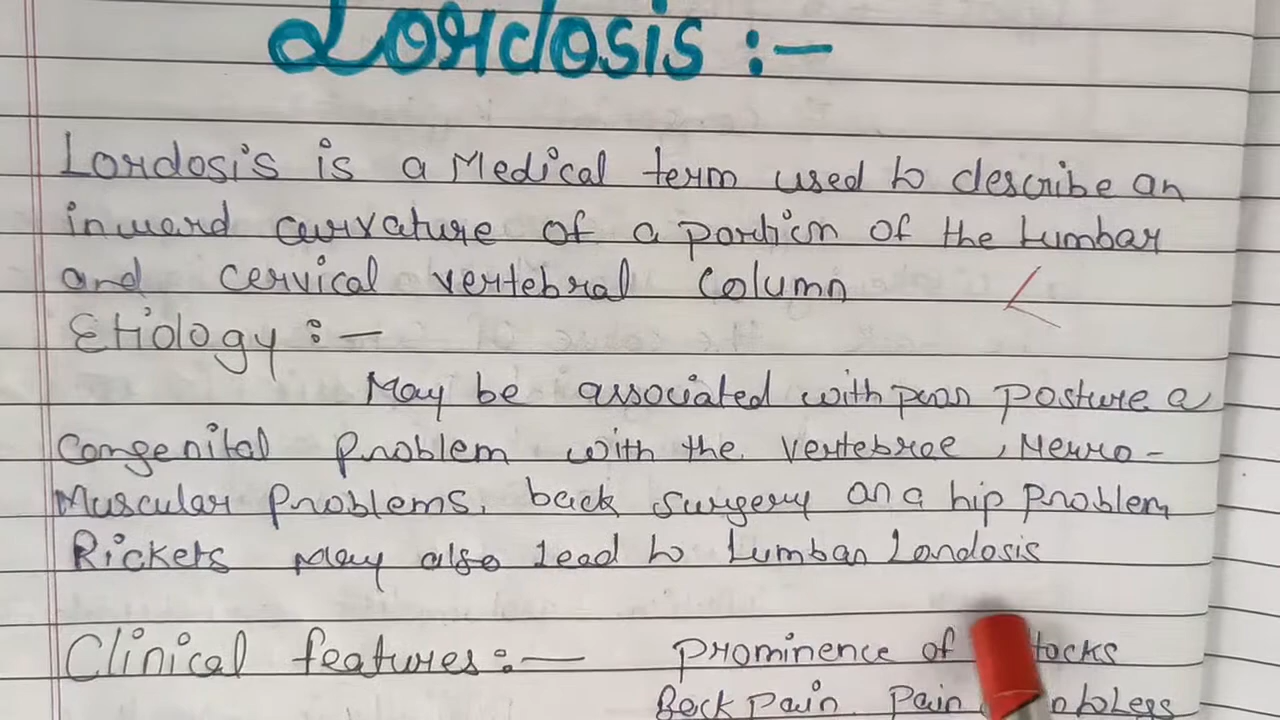 Lordosis :-
Lordosis is a Medical term used to describe an
inward curvature of a portion of the Lumbar
and cervical vertebral column
Etiology :-
May be associated with poor posture a
Congenital Problem with the vertebrae , Neuro-
Muscular Problems, back surgery or a hip problem
Rickets May also lead to Lumbar Lordosis
Clinical features :-
Prominence of
Back pain Pain